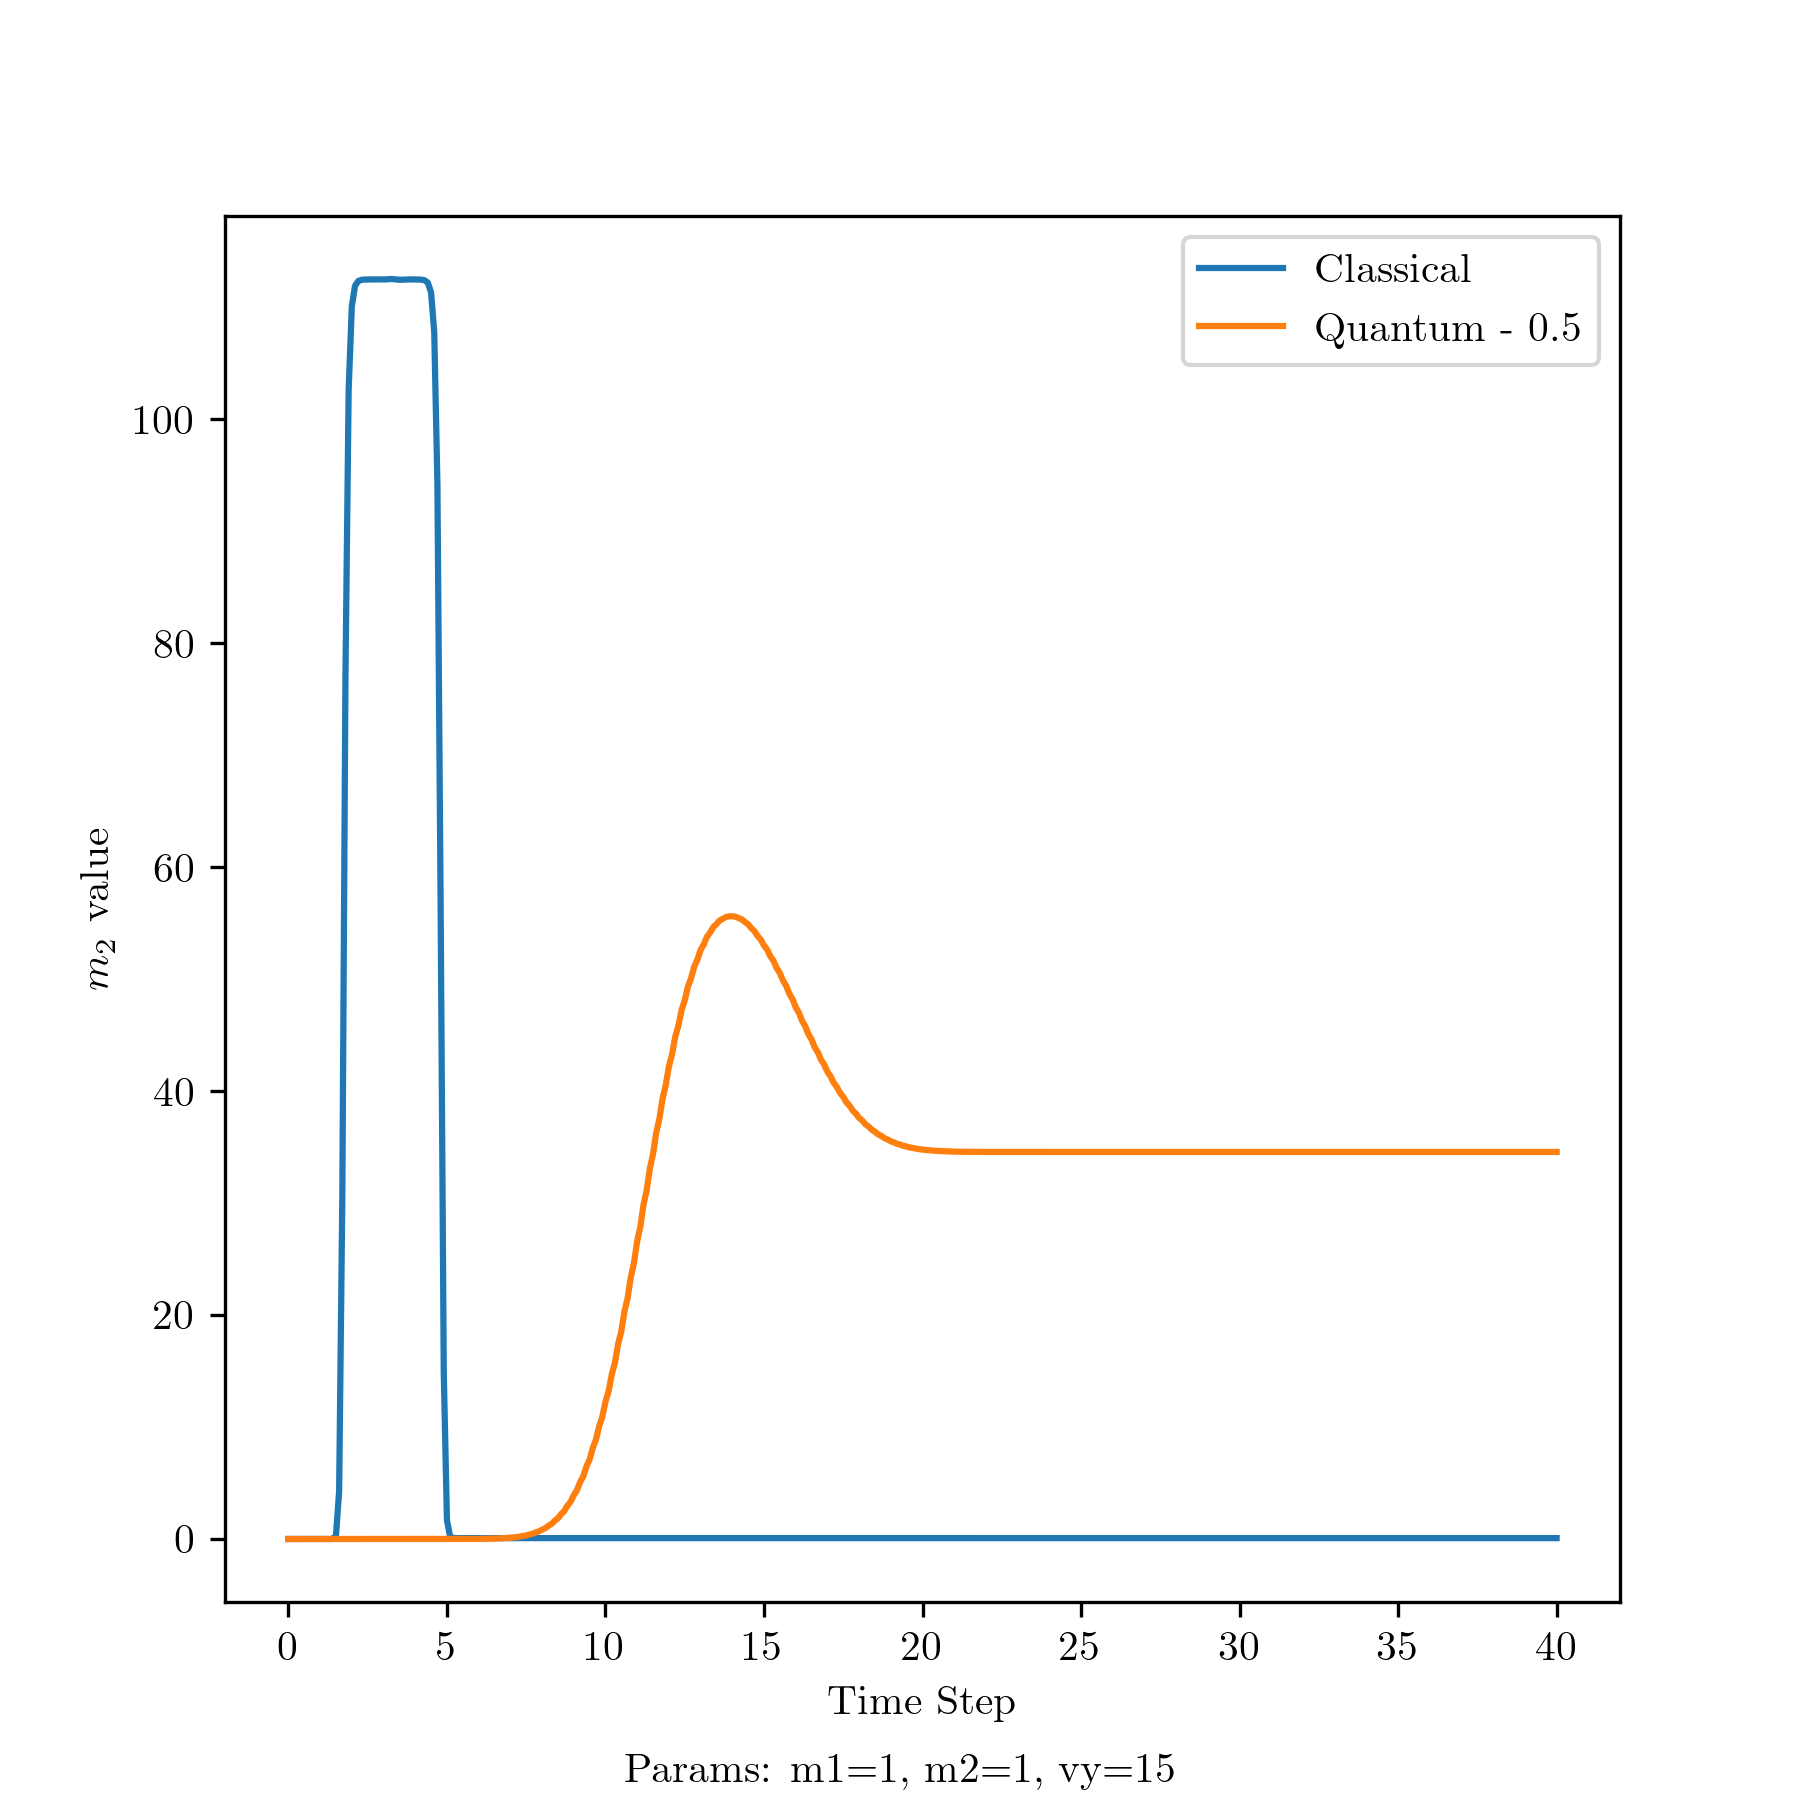 Classical
Quantum - 0.5
100
80
60
40
20
0
m₂ value
0 5 10 15 20 25 30 35 40
Time Step
Params: m1=1, m2=1, vy=15